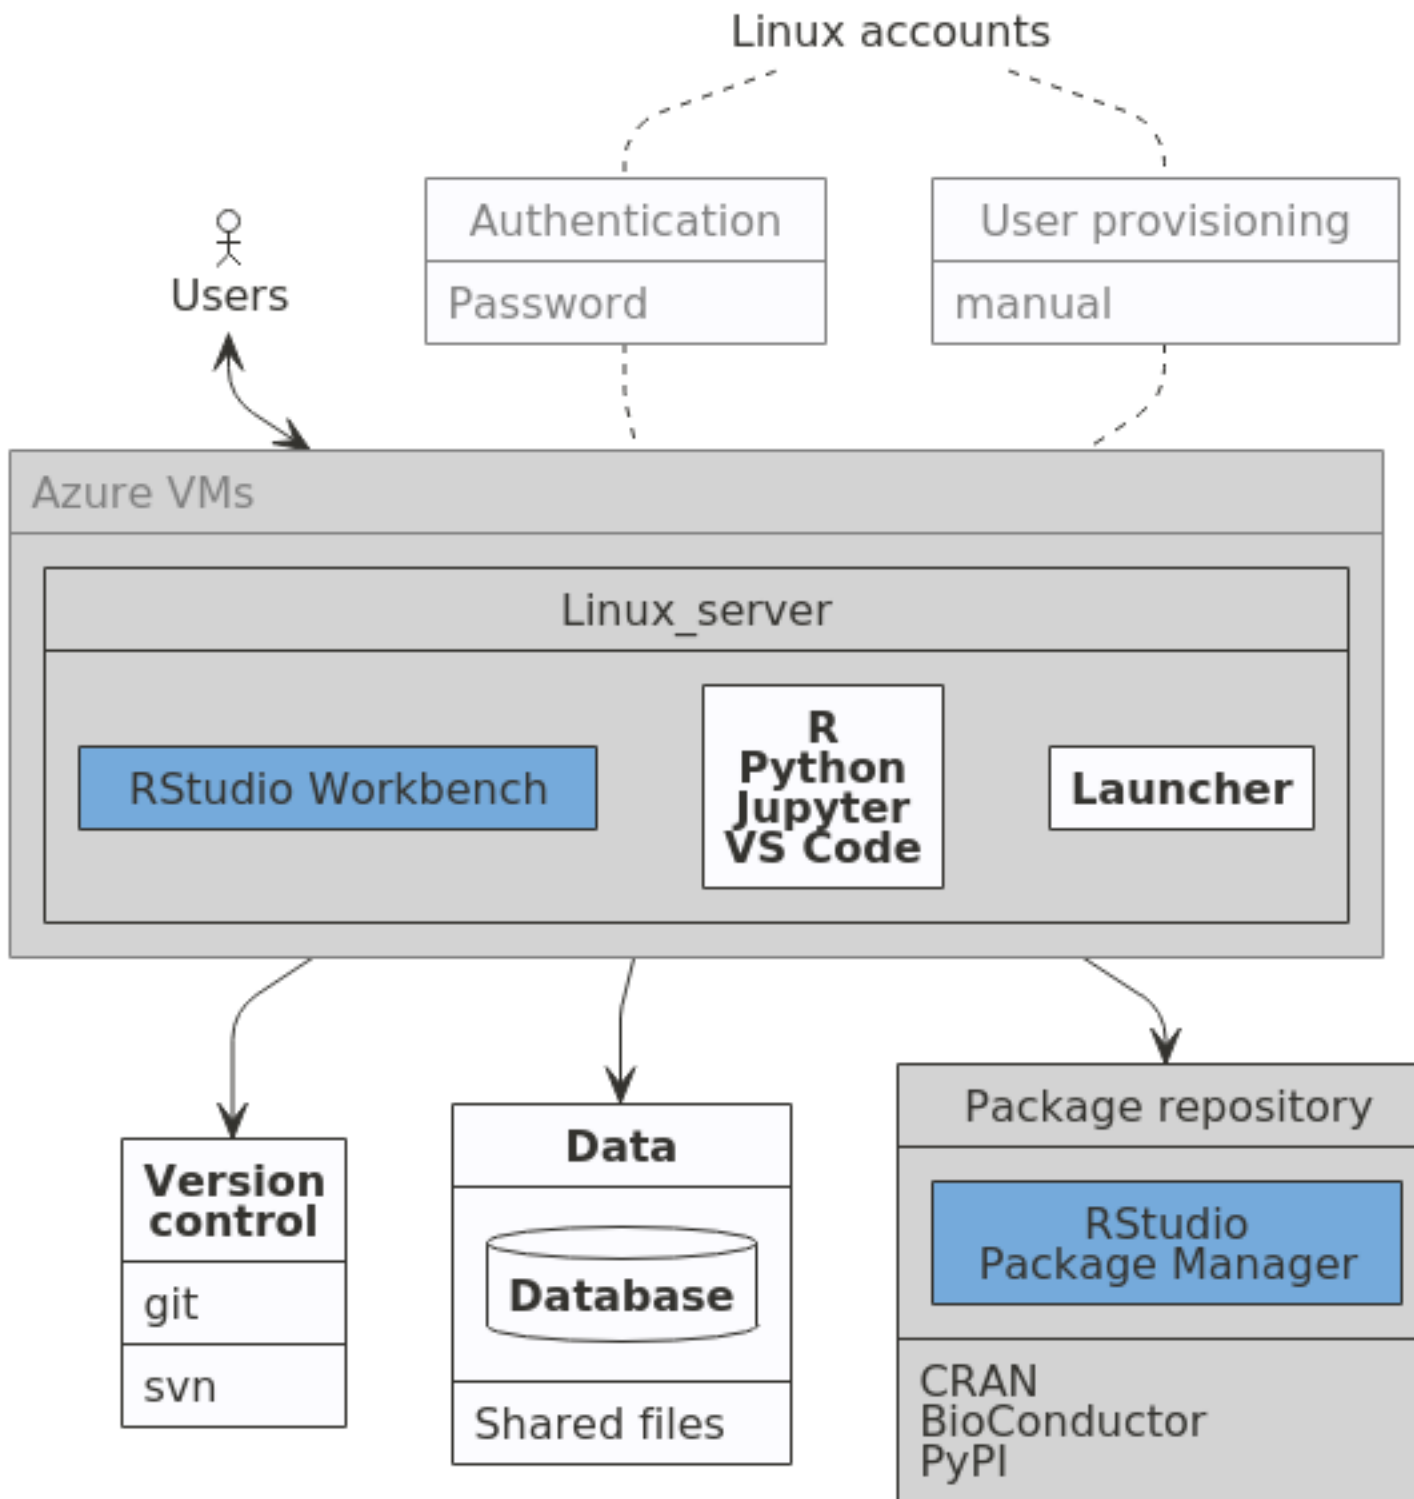 Linux accounts
Authentication
Password
User provisioning
manual
Users
Azure VMs
Linux_server
RStudio Workbench
R
Python
Jupyter
VS Code
Launcher
Version
control
git
svn
Data
Database
Shared files
Package repository
RStudio
Package Manager
CRAN
BioConductor
PyPI